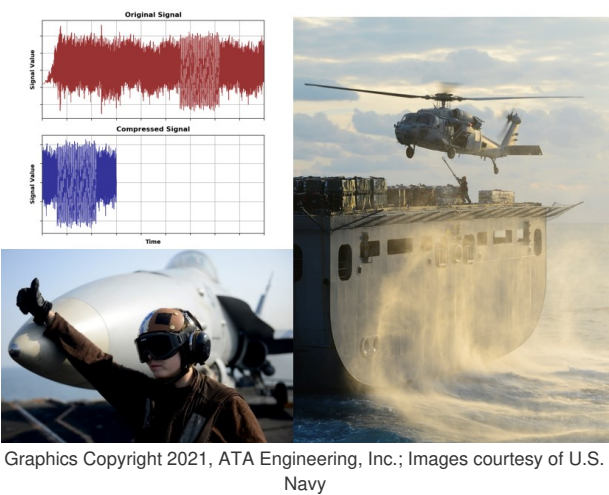 Original Signal
Signal Value
Compressed Signal
Signal Value
Time
Graphics Copyright 2021, ATA Engineering, Inc.; Images courtesy of U.S.
Navy